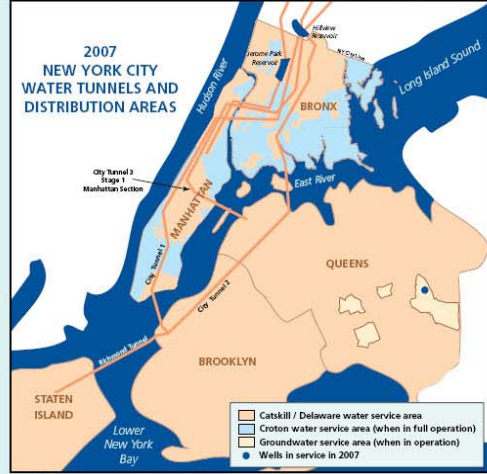 2007
NEW YORK CITY
WATER TUNNELS AND
DISTRIBUTION AREAS
Hillview
Reservoir
Jerome Park
Reservoir
NY City Line
Hudson River
Long Island Sound
BRONX
City Tunnel 3
Stage 1
Manhattan Section
East River
MANHATTAN
City Tunnel 1
QUEENS
City Tunnel 2
Richmond Tunnel
BROOKLYN
STATEN
ISLAND
Lower
New York
Bay
Catskill / Delaware water service area
Croton water service area (when in full operation)
Groundwater service area (when in operation)
Wells in service in 2007